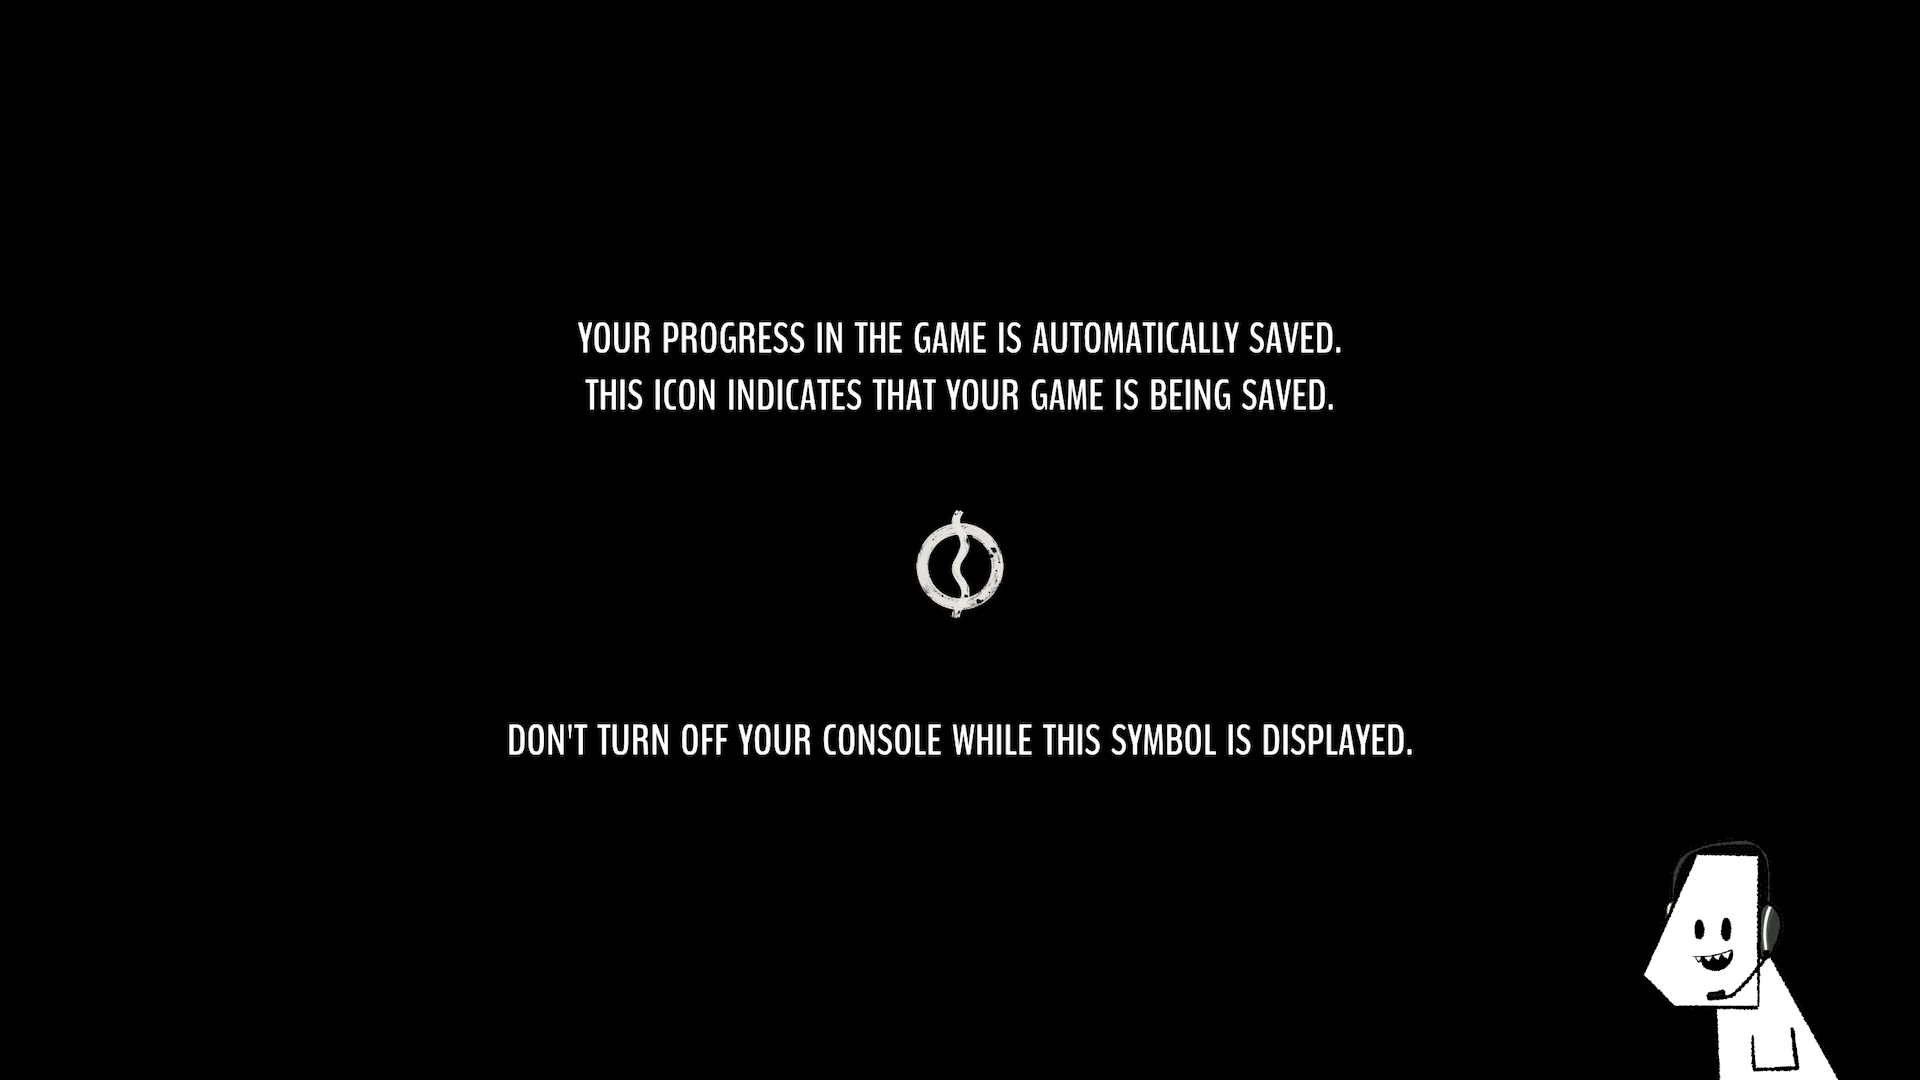 YOUR PROGRESS IN THE GAME IS AUTOMATICALLY SAVED.
THIS ICON INDICATES THAT YOUR GAME IS BEING SAVED.
DON'T TURN OFF YOUR CONSOLE WHILE THIS SYMBOL IS DISPLAYED.